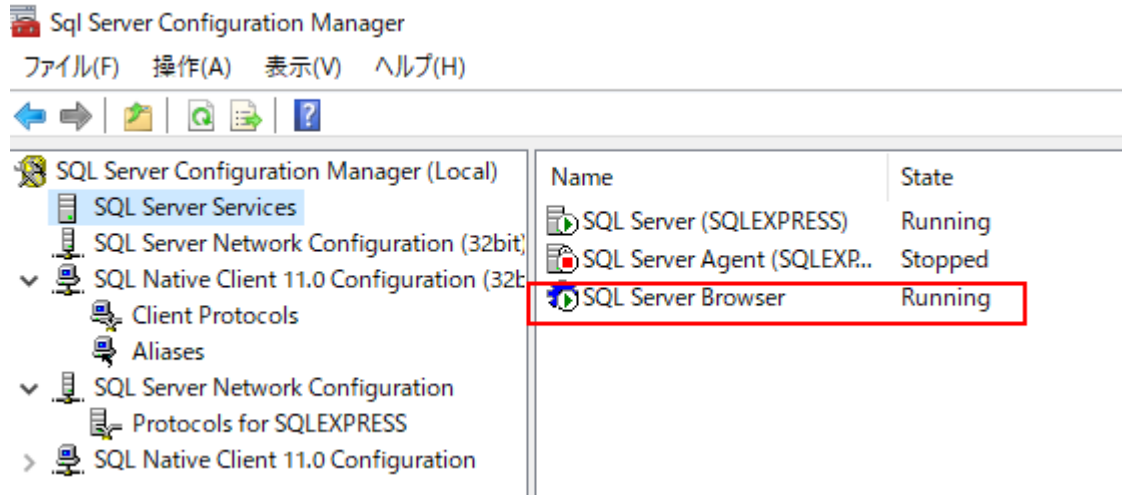 Sql Server Configuration Manager
ファイル(F) 操作(A) 表示(V) ヘルプ(H)
SQL Server Configuration Manager (Local)
SQL Server Services
SQL Server Network Configuration (32bit)
SQL Native Client 11.0 Configuration (32b
Client Protocols
Aliases
SQL Server Network Configuration
Protocols for SQLEXPRESS
SQL Native Client 11.0 Configuration
Name State
SQL Server (SQLEXPRESS) Running
SQL Server Agent (SQLEXP... Stopped
SQL Server Browser Running